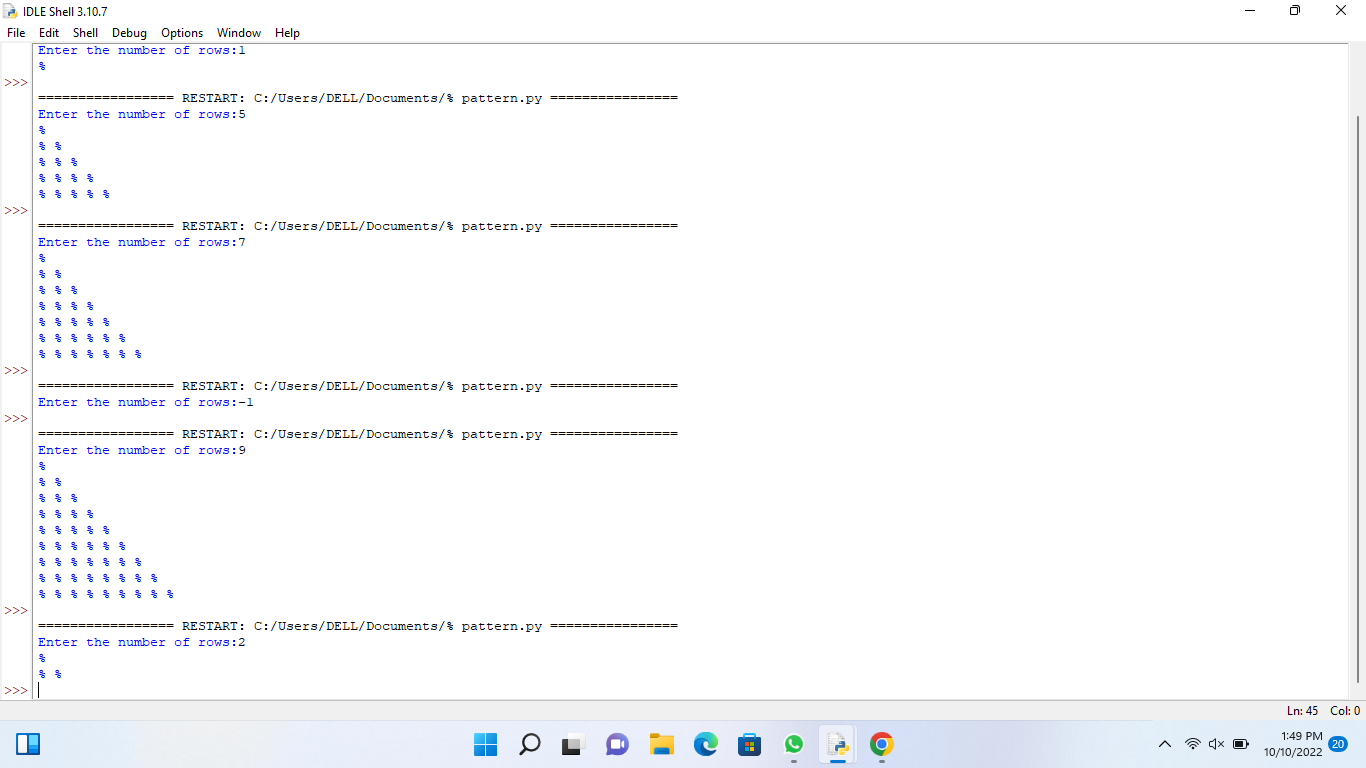 IDLE Shell 3.10.7
File Edit Shell Debug Options Window Help
Enter the number of rows:1
%
>>>
================= RESTART: C:/Users/DELL/Documents/% pattern.py ================
Enter the number of rows:5
%
% %
% % %
% % % %
% % % % %
>>>
================= RESTART: C:/Users/DELL/Documents/% pattern.py ================
Enter the number of rows:7
%
% %
% % %
% % % %
% % % % %
% % % % % %
% % % % % % %
>>>
================= RESTART: C:/Users/DELL/Documents/% pattern.py ================
Enter the number of rows:-1
>>>
================= RESTART: C:/Users/DELL/Documents/% pattern.py ================
Enter the number of rows:9
%
% %
% % %
% % % %
% % % % %
% % % % % %
% % % % % % %
% % % % % % % %
% % % % % % % % %
>>>
================= RESTART: C:/Users/DELL/Documents/% pattern.py ================
Enter the number of rows:2
%
% %
>>>
Ln: 45 Col: 0
1:49 PM
10/10/2022 20